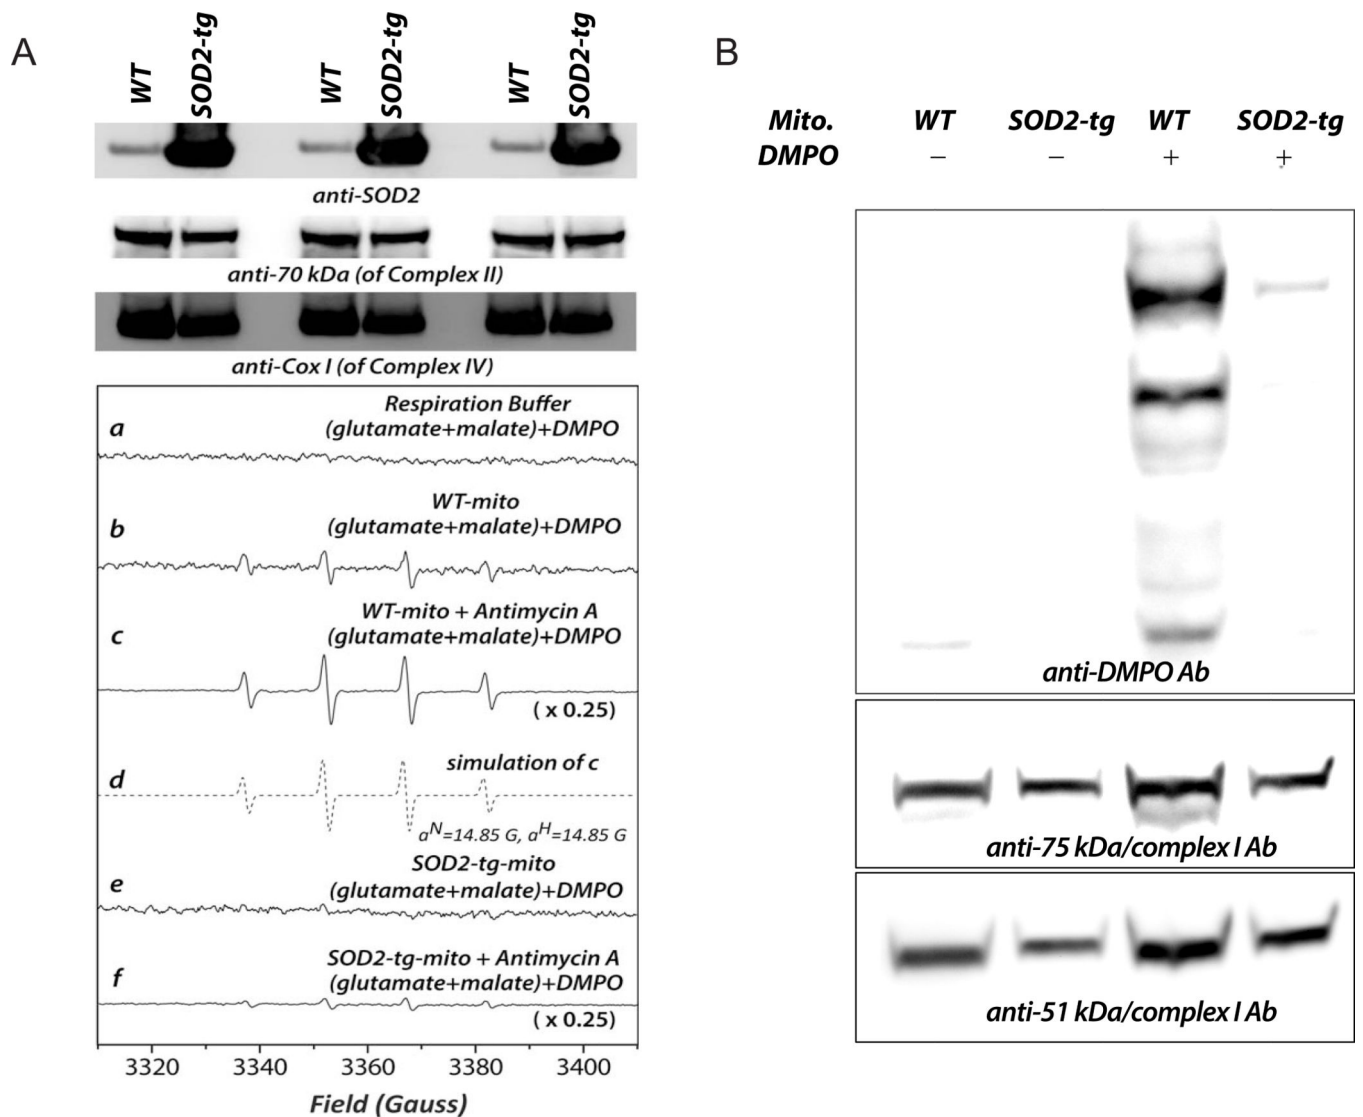 A
WT
SOD2-tg
WT
SOD2-tg
WT
SOD2-tg
anti-SOD2
anti-70 kDa (of Complex II)
anti-Cox I (of Complex IV)
a
Respiration Buffer
(glutamate+malate)+DMPO
b
WT-mito
(glutamate+malate)+DMPO
c
WT-mito + Antimycin A
(glutamate+malate)+DMPO
( x 0.25)
d
simulation of c
a^N=14.85 G, a^H=14.85 G
e
SOD2-tg-mito
(glutamate+malate)+DMPO
f
SOD2-tg-mito + Antimycin A
(glutamate+malate)+DMPO
( x 0.25)
3320 3340 3360 3380 3400
Field (Gauss)
B
Mito. WT SOD2-tg WT SOD2-tg
DMPO − − + +
anti-DMPO Ab
anti-75 kDa/complex I Ab
anti-51 kDa/complex I Ab